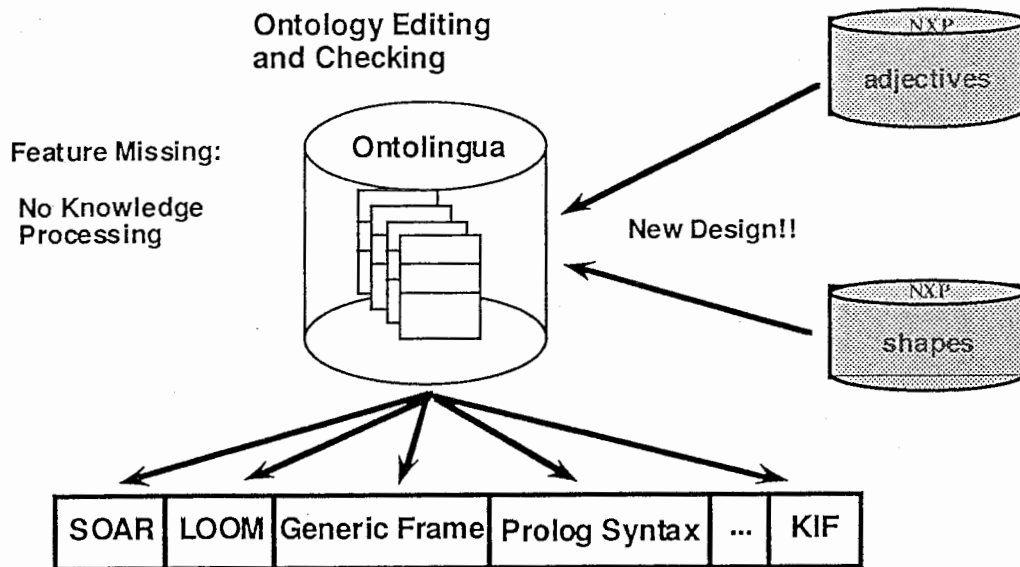 Ontology Editing
and Checking
NXP
adjectives
Feature Missing:
Ontolingua
No Knowledge
Processing
New Design!!
NXP
shapes
SOAR LOOM Generic Frame Prolog Syntax ... KIF